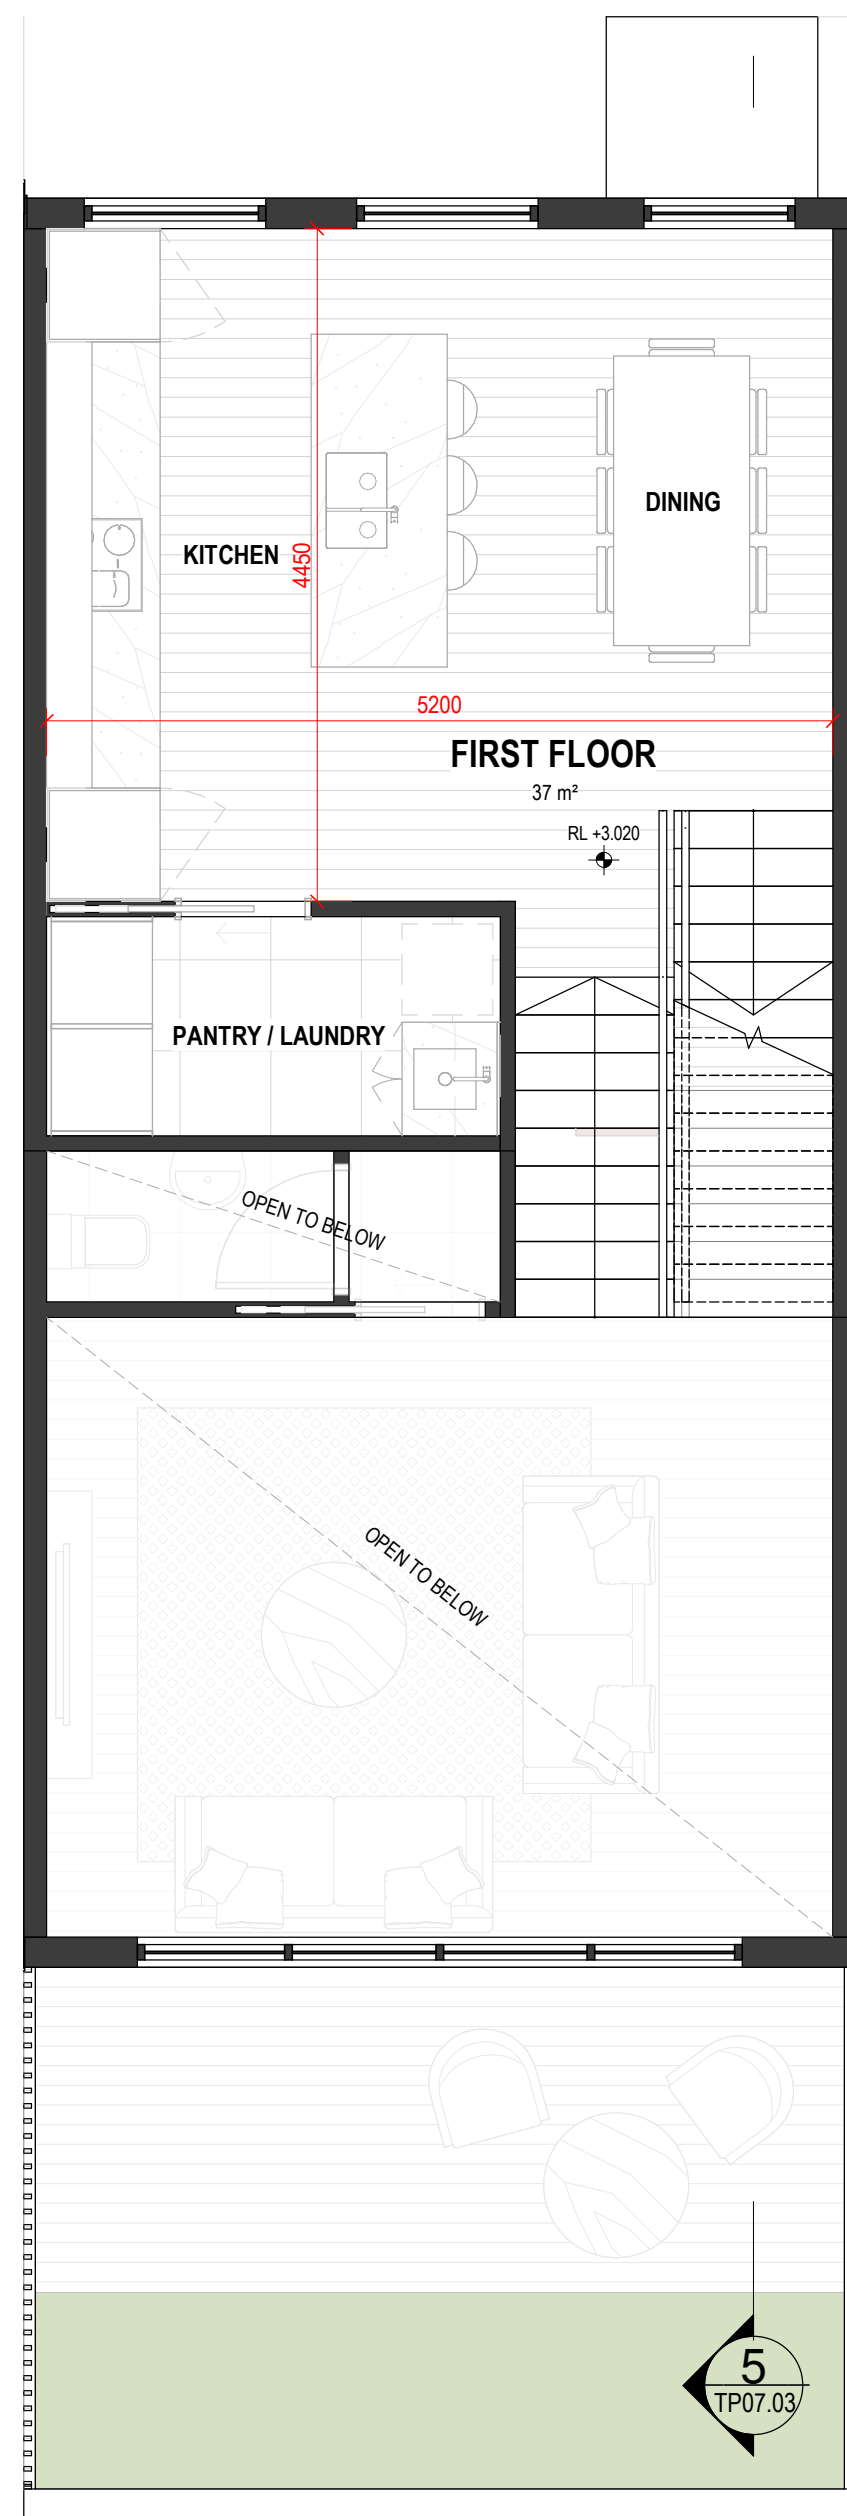 DINING
KITCHEN
4450
5200
FIRST FLOOR
37 m²
RL +3.020
PANTRY / LAUNDRY
OPEN TO BELOW
OPEN TO BELOW
5
TP07.03